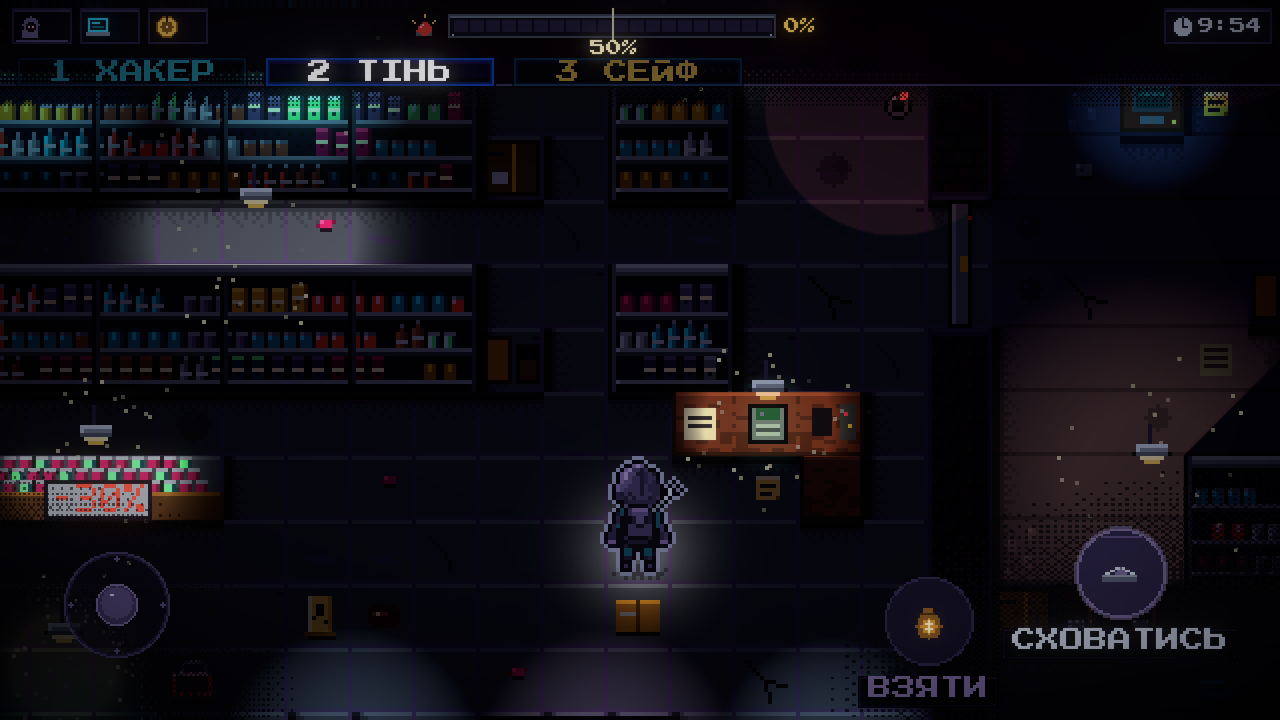 0%
9:54
50%
1 ХАКЕР
2 ТІНЬ
3 СЕЙФ
-30%
СХОВАТИСЬ
ВЗЯТИ